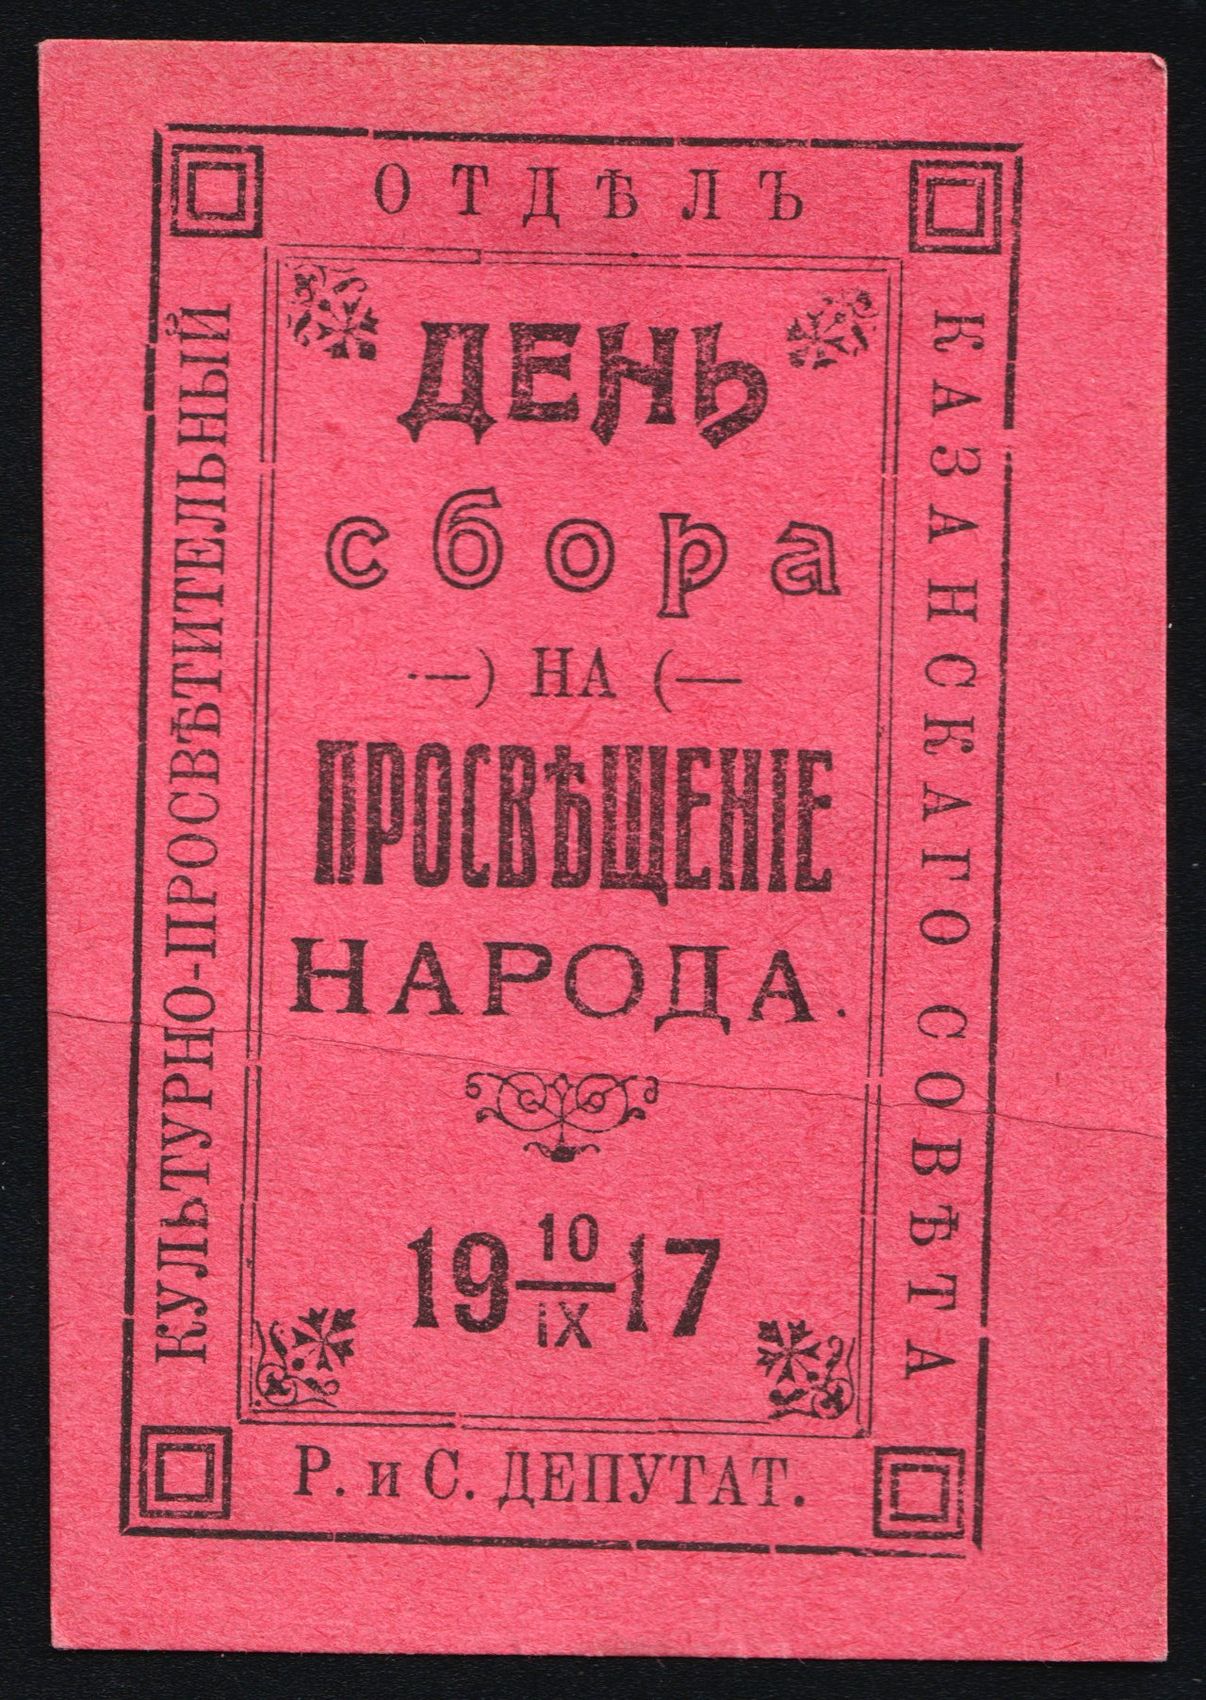 КУЛЬТУРНО-ПРОСВѢТИТЕЛЬНЫЙ
ОТДѢЛЪ
КАЗАНСКАГО СОВѢТА
Р. и С. ДЕПУТАТ.
ДЕНЬ
сбора
—) НА (—
ПРОСВѢЩЕНІЕ
НАРОДА.
19 10/IX 17